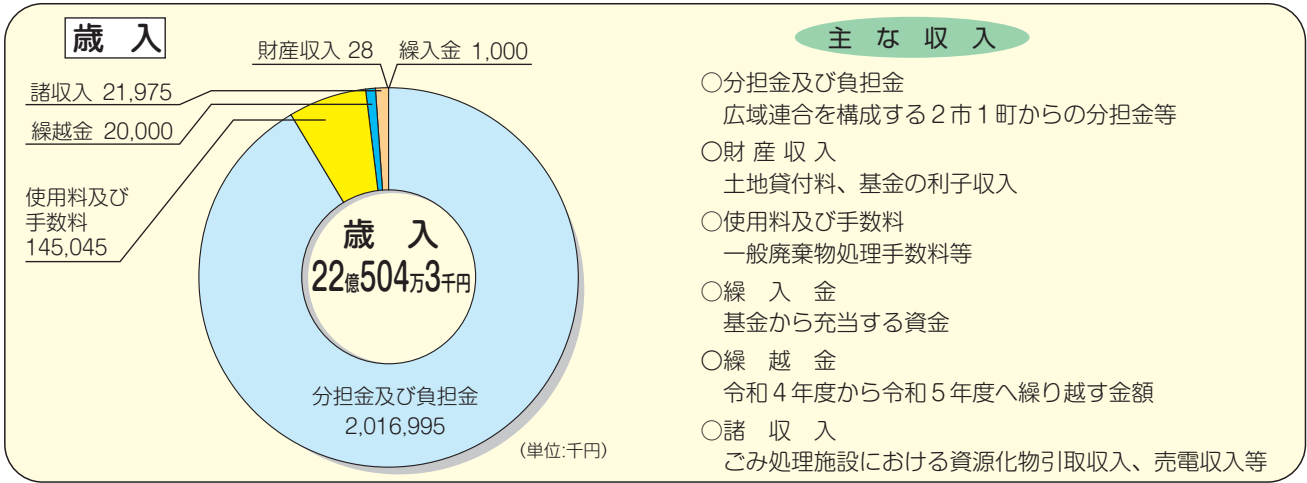 歳 入
財産収入 28
繰入金 1,000
諸収入 21,975
繰越金 20,000
使用料及び
手数料
145,045
歳 入
22億504万3千円
分担金及び負担金
2,016,995
(単位:千円)
主 な 収 入
○分担金及び負担金
広域連合を構成する2市1町からの分担金等
○財 産 収 入
土地貸付料、基金の利子収入
○使用料及び手数料
一般廃棄物処理手数料等
○繰 入 金
基金から充当する資金
○繰 越 金
令和4年度から令和5年度へ繰り越す金額
○諸 収 入
ごみ処理施設における資源化物引取収入、売電収入等